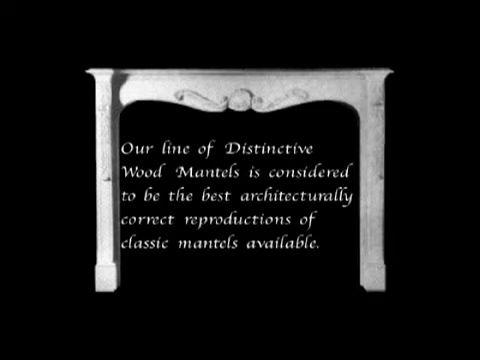 Our line of Distinctive
Wood Mantels is considered
to be the best architecturally
correct reproductions of
classic mantels available.